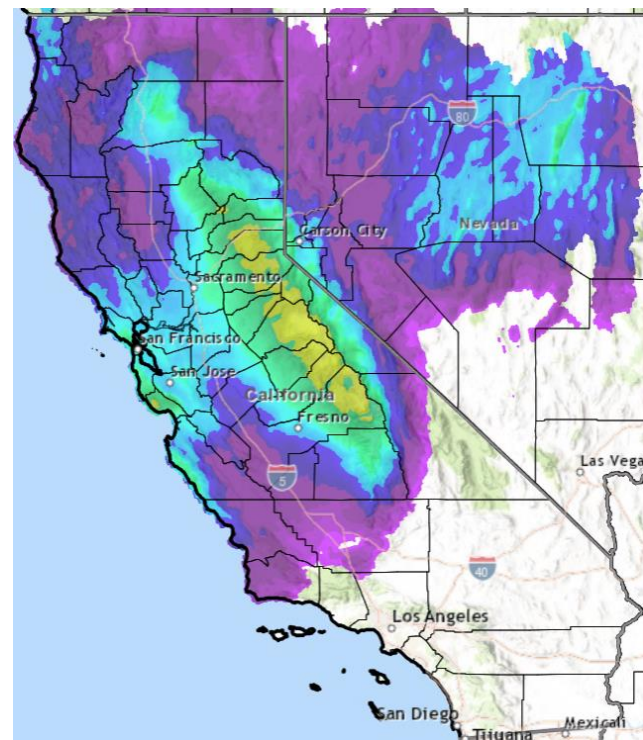 80
Nevada
Carson City
Sacramento
San Francisco
San Jose
California
Fresno
5
Las Vega
40
Los Angeles
San Diego
Tijuana
Mexicali